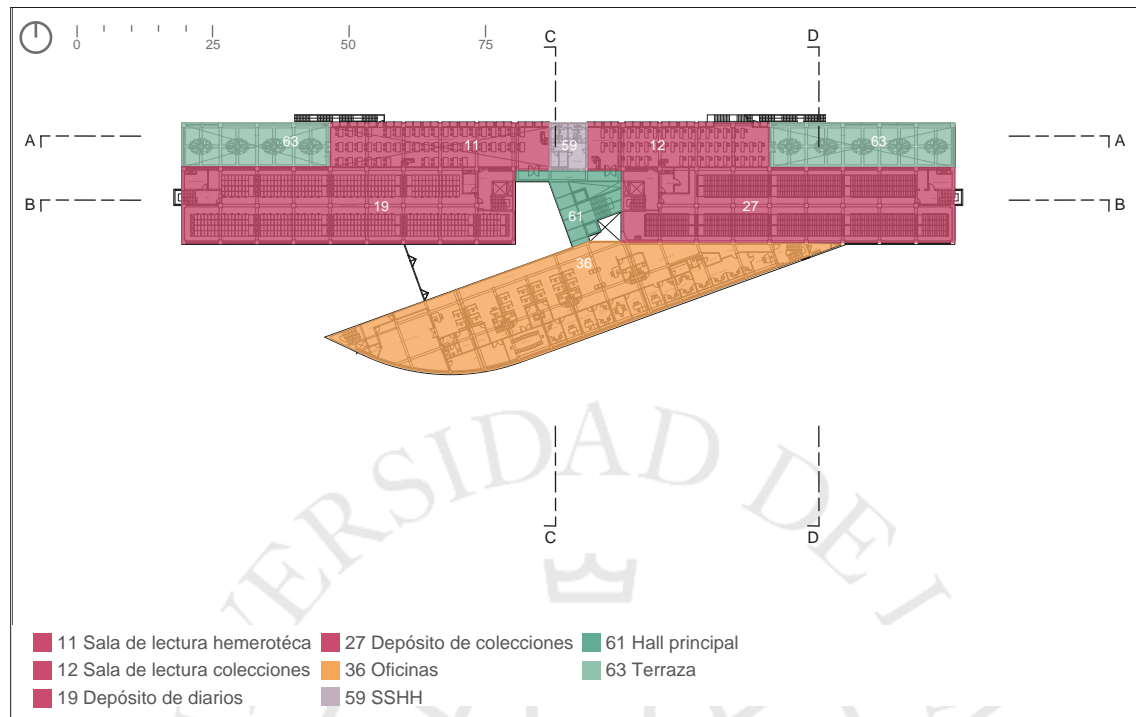 0 25 50 75
C D
A A
63 11 59 12 63
B B
19 61 27
36
UNIVERSIDAD DE L
C D
11 Sala de lectura hemerotéca
12 Sala de lectura colecciones
19 Depósito de diarios
27 Depósito de colecciones
36 Oficinas
59 SSHH
61 Hall principal
63 Terraza